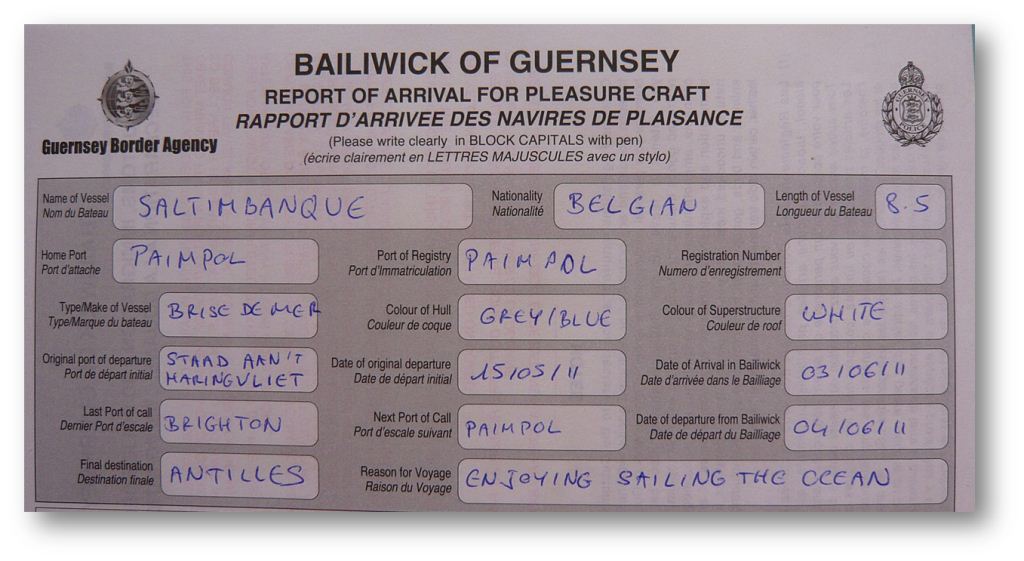 BAILIWICK OF GUERNSEY
REPORT OF ARRIVAL FOR PLEASURE CRAFT
RAPPORT D'ARRIVEE DES NAVIRES DE PLAISANCE
(Please write clearly in BLOCK CAPITALS with pen)
(écrire clairement en LETTRES MAJUSCULES avec un stylo)
Guernsey Border Agency
GUERNSEY
POLICE
Name of Vessel
Nom du Bateau
SALTIMBANQUE
Nationality
Nationalité
BELGIAN
Length of Vessel
Longueur du Bateau
8.5
Home Port
Port d'attache
PAIMPOL
Port of Registry
Port d'Immatriculation
PAIMPOL
Registration Number
Numero d'enregistrement
Type/Make of Vessel
Type/Marque du bateau
BRISE DE MER
Colour of Hull
Couleur de coque
GREY/BLUE
Colour of Superstructure
Couleur de roof
WHITE
Original port of departure
Port de départ initial
STAAD AAN'T
HARINGVLIET
Date of original departure
Date de départ initial
15/05/11
Date of Arrival in Bailiwick
Date d'arrivée dans le Bailliage
03/06/11
Last Port of call
Dernier Port d'escale
BRIGHTON
Next Port of Call
Port d'escale suivant
PAIMPOL
Date of departure from Bailiwick
Date de départ du Bailliage
04/06/11
Final destination
Destination finale
ANTILLES
Reason for Voyage
Raison du Voyage
ENJOYING SAILING THE OCEAN